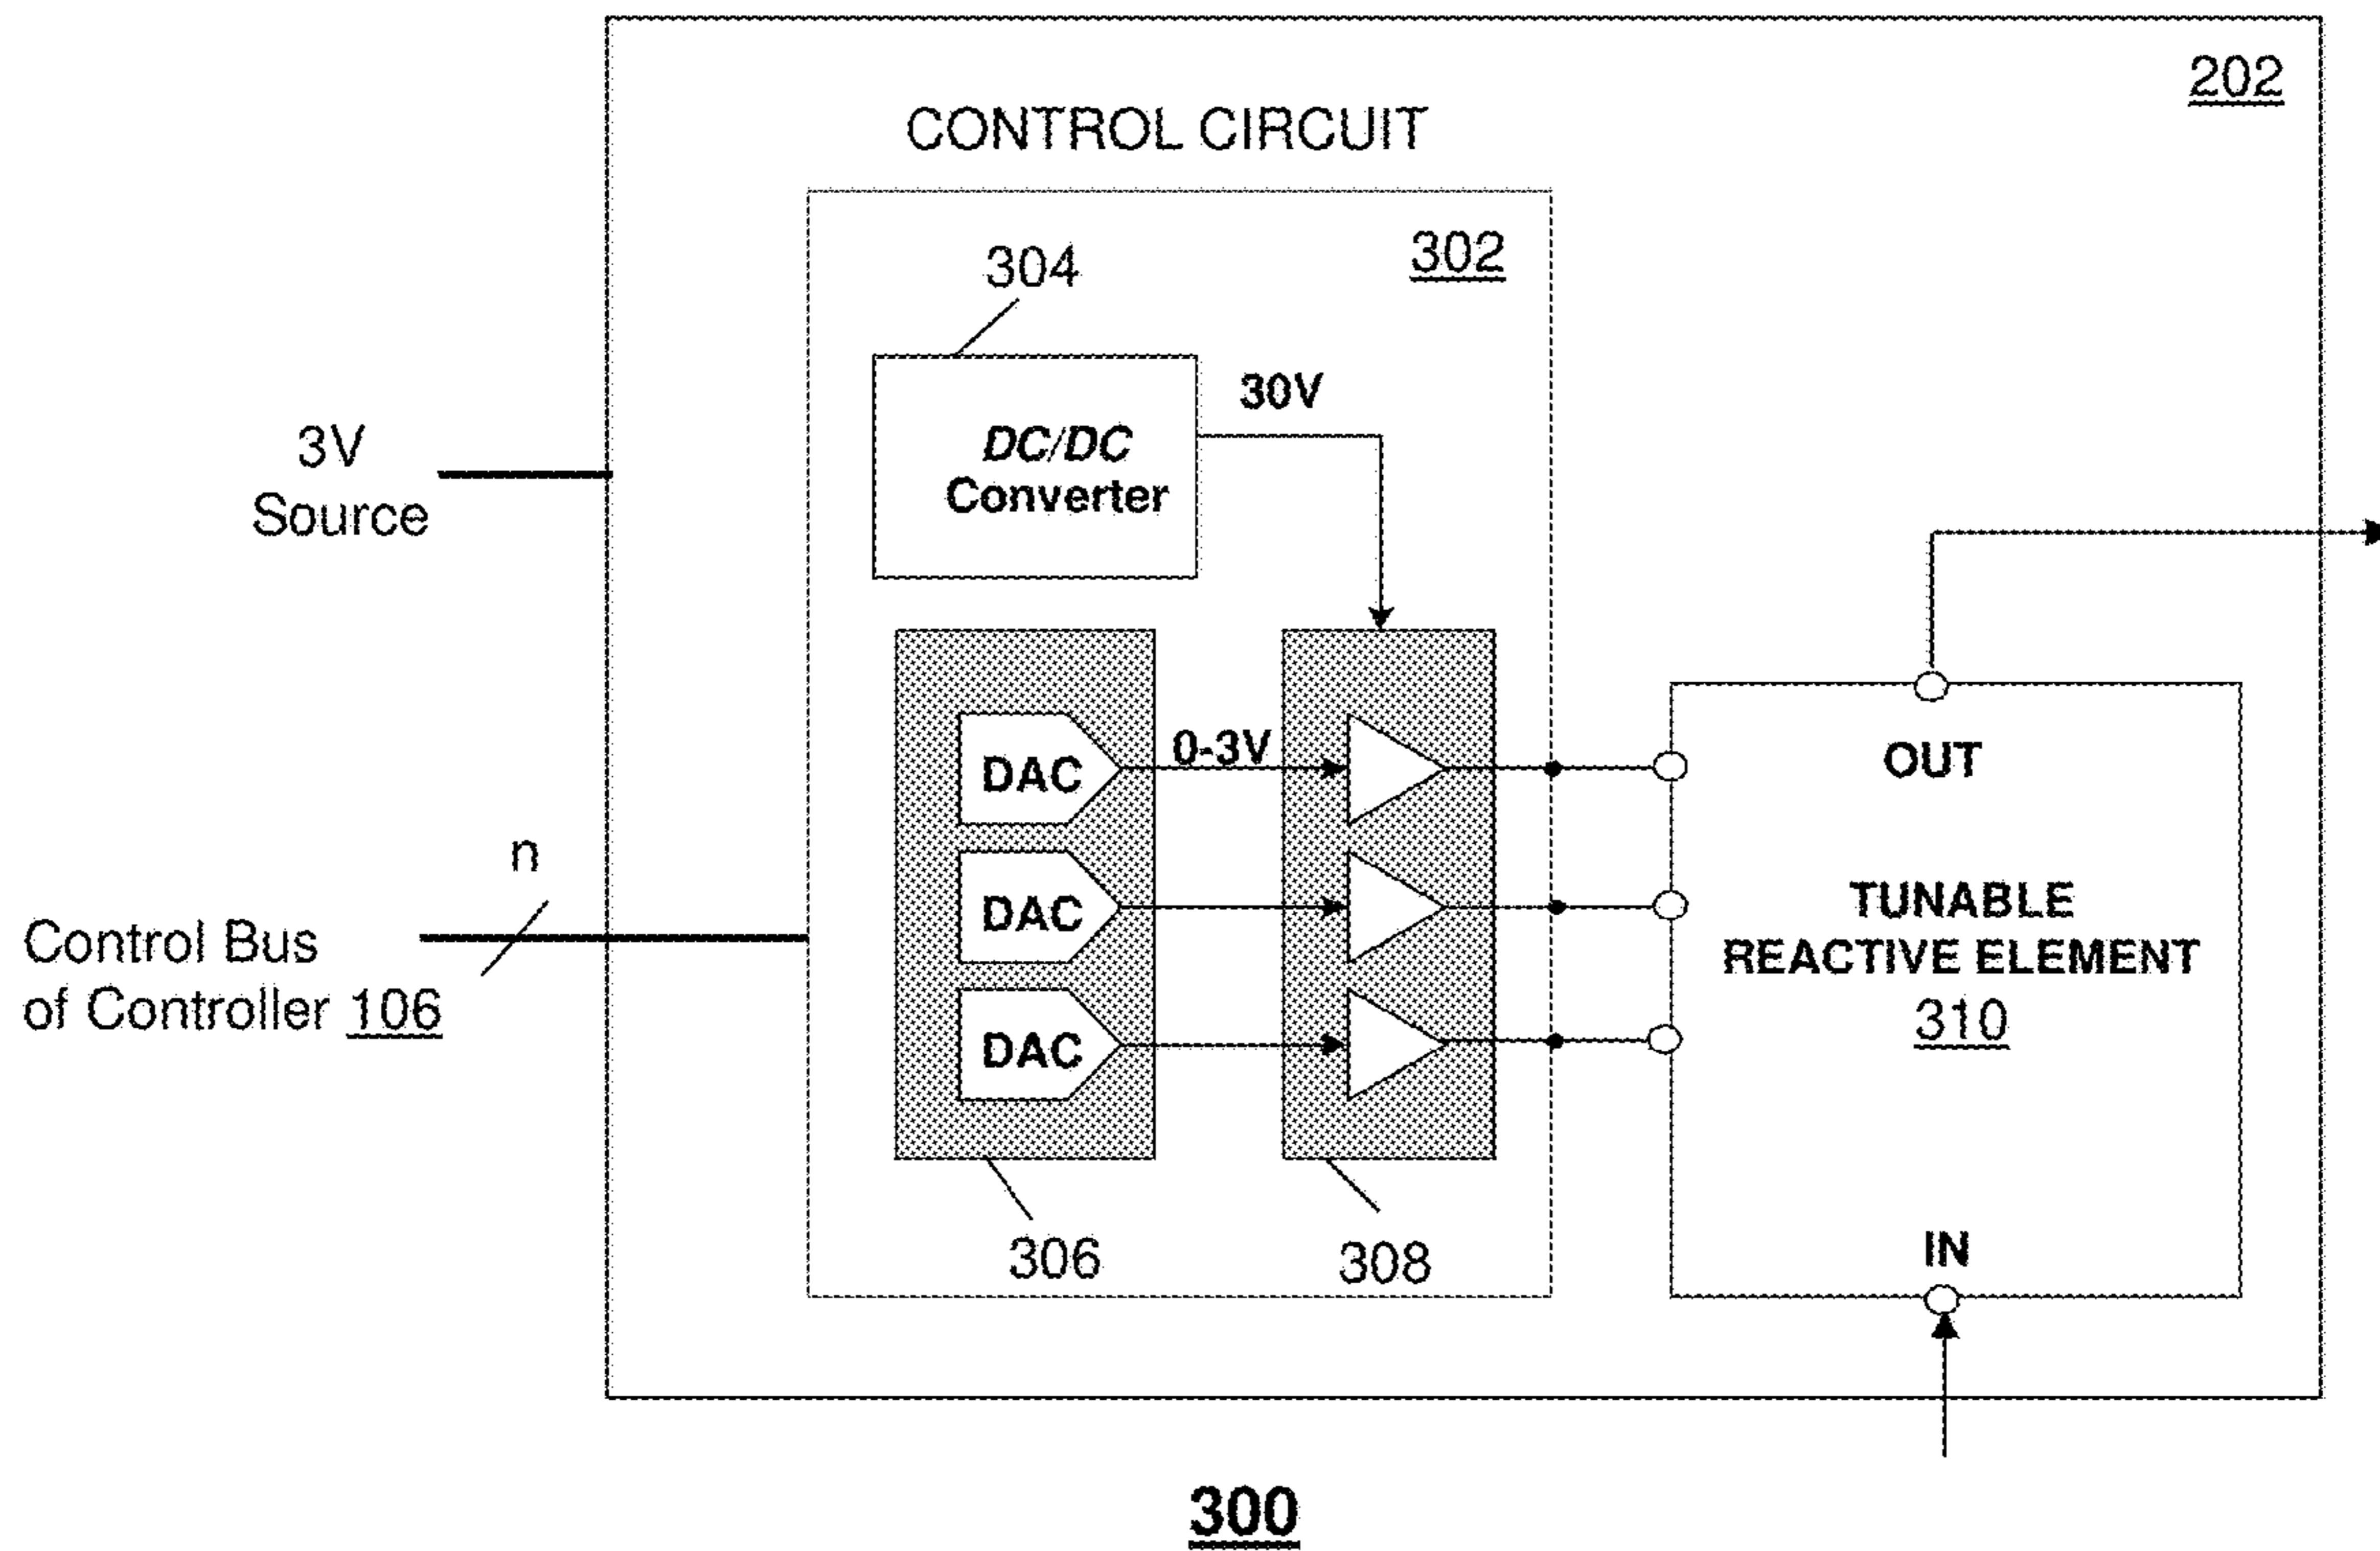 202
CONTROL CIRCUIT
302
304
30V
DC/DC
Converter
3V
Source
0-3V
DAC
DAC
DAC
OUT
n
TUNABLE
REACTIVE ELEMENT
310
Control Bus
of Controller 106
IN
306
308
300